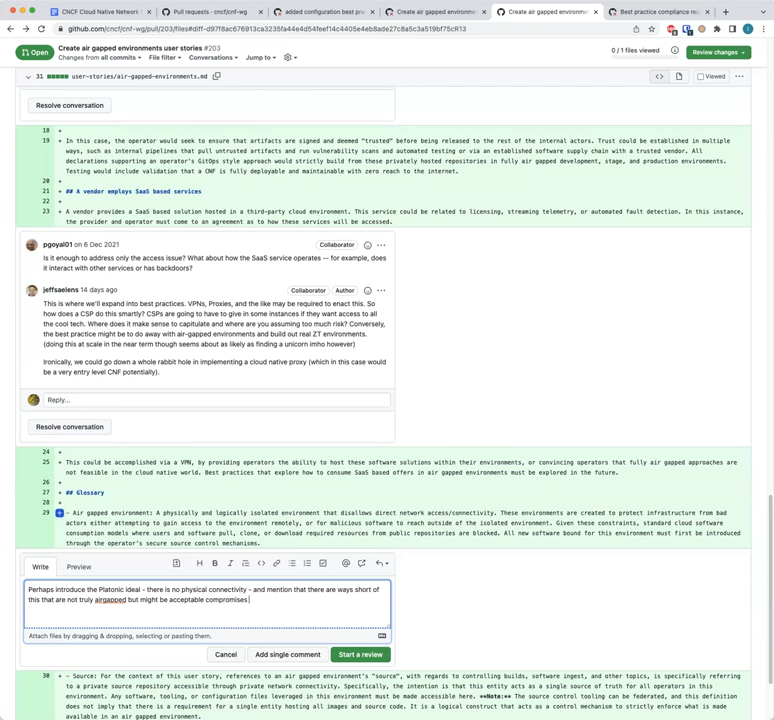 CNCF Cloud Native Network F
Pull requests · cncf/cnf-wg
added configuration best pra
Create air gapped environme
Create air gapped environme
Best practice compliance req
github.com/cncf/cnf-wg/pull/203/files#diff-d97f8ac676961213a44e4d54feef14c4405m4eb8ade27c8a5c3a519bf75cR13
Open
Create air gapped environments user stories #203
Changes from all commits
File filter
Conversations
Jump to
0 / 1 files viewed
Review changes
31
user-stories/air-gapped-environments.md
Viewed
Resolve conversation
18 +
19 + In this case, the operator would seek to ensure that artifacts are signed and deemed "trusted" before being released to the rest of the internal actors. Trust could be established in multiple
ways, such as internal pipelines that pull untrusted artifacts and run vulnerability scans and automated testing or via an established software supply chain with a trusted vendor. All
declarations supporting an operator's GitOps style approach would strictly build from these privately hosted repositories in fully air gapped development, stage, and production environments.
Testing would include validation that a CNF is fully deployable and maintainable with zero reach to the internet.
20 +
21 + ## A vendor employs SaaS based services
22 +
23 + A vendor provides a SaaS based solution hosted in a third-party cloud environment. This service could be related to licensing, streaming telemetry, or automated fault detection. In this instance,
the provider and operator must come to an agreement as to how these services will be accessed.
pgoyal01 on 6 Dec 2021
Collaborator
Is it enough to address only the access issue? What about how the SaaS service operates -- for example, does
it interact with other services or has backdoors?
jeffsaelens 14 days ago
Collaborator
Author
This is where we'll expand into best practices. VPNs, Proxies, and the like may be required to enact this. So
how does a CSP do this smartly? CSPs are going to have to give in some instances if they want access to all
the cool tech. Where does it make sense to capitulate and where are you assuming too much risk? Conversely,
the best practice might be to do away with air-gapped environments and build out real ZT environments.
(doing this at scale in the near term though seems about as likely as finding a unicorn imho however)
Ironically, we could go down a whole rabbit hole in implementing a cloud native proxy (which in this case would
be a very entry level CNF potentially).
Reply...
Resolve conversation
24 +
25 + This could be accomplished via a VPN, by providing operators the ability to host these software solutions within their environments, or convincing operators that fully air gapped approaches are
not feasible in the cloud native world. Best practices that explore how to consume SaaS based offers in air gapped environments must be explored in the future.
26 +
27 + ## Glossary
28 +
29 + - Air gapped environment: A physically and logically isolated environment that disallows direct network access/connectivity. These environments are created to protect infrastructure from bad
actors either attempting to gain access to the environment remotely, or for malicious software to reach outside of the isolated environment. Given these constraints, standard cloud software
consumption models where users and software pull, clone, or download required resources from public repositories are blocked. All new software bound for this environment must first be introduced
through the operator's secure source control mechanisms.
Write
Preview
Perhaps introduce the Platonic ideal - there is no physical connectivity - and mention that there are ways short of
this that are not truly airgapped but might be acceptable compromises
Attach files by dragging & dropping, selecting or pasting them.
Cancel
Add single comment
Start a review
30 + - Source: For the context of this user story, references to an air gapped environment's "source", with regards to controlling builds, software ingest, and other topics, is specifically referring
to a private source repository accessible through private network connectivity. Specifically, the intention is that this entity acts as a single source of truth for all operators in this
environment. Any software, tooling, or configuration files leveraged in this environment must be made accessible here. **Note:** The source control tooling can be federated, and this definition
does not imply that there is a requirement for a single entity hosting all images and source code. It is a logical construct that acts as a control mechanism to strictly enforce what is made
available in an air gapped environment.